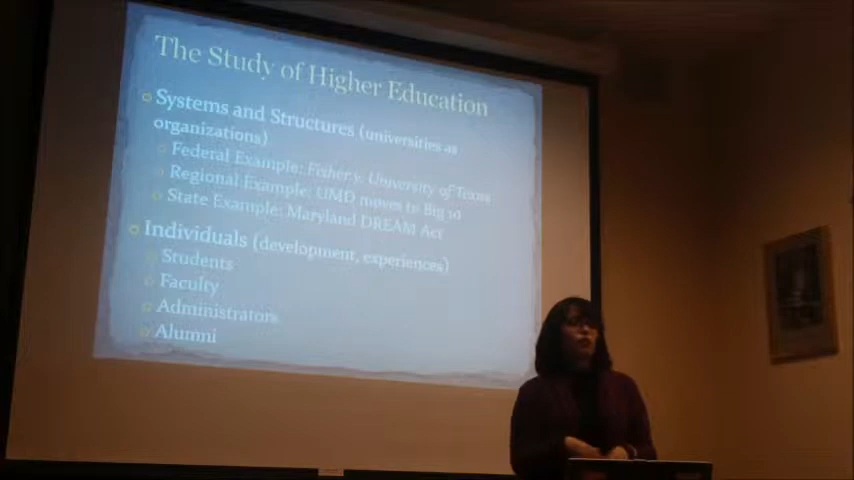 The Study of Higher Education
Systems and Structures (universities as
organizations)
Federal Example: Fisher v. University of Texas
Regional Example: UMD moves to Big 10
State Example: Maryland DREAM Act
Individuals (development, experiences)
Students
Faculty
Administrators
Alumni